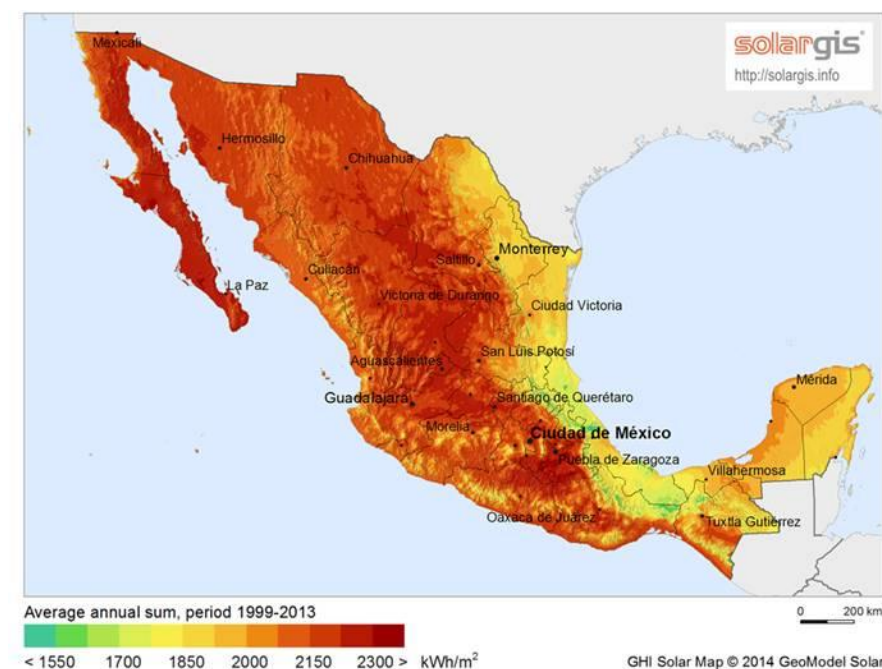 solargis
http://solargis.info
Mexicali
Hermosillo
Chihuahua
Monterrey
Saltillo
Culiacán
La Paz
Victoria de Durango
Ciudad Victoria
Aguascalientes
San Luis Potosí
Mérida
Guadalajara
Santiago de Querétaro
Morelia
Ciudad de México
Puebla de Zaragoza
Villahermosa
Oaxaca de Juárez
Tuxtla Gutiérrez
Average annual sum, period 1999-2013
0 200 km
< 1550 1700 1850 2000 2150 2300 > kWh/m²
GHI Solar Map © 2014 GeoModel Solar